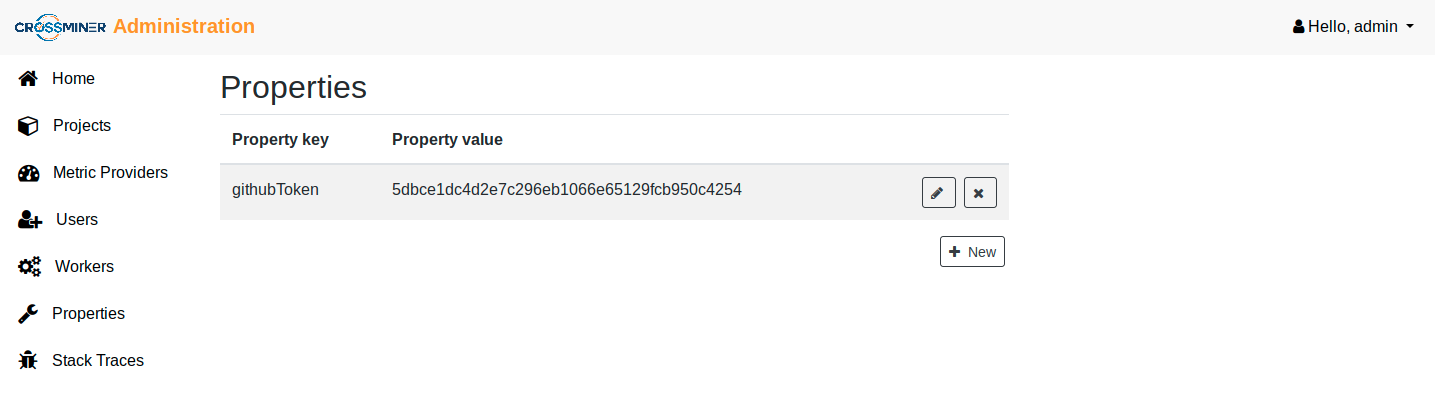 CROSSMINER Administration
Hello, admin
Home
Projects
Metric Providers
Users
Workers
Properties
Stack Traces
Properties
Property key Property value
githubToken 5dbce1dc4d2e7c296eb1066e65129fcb950c4254
New